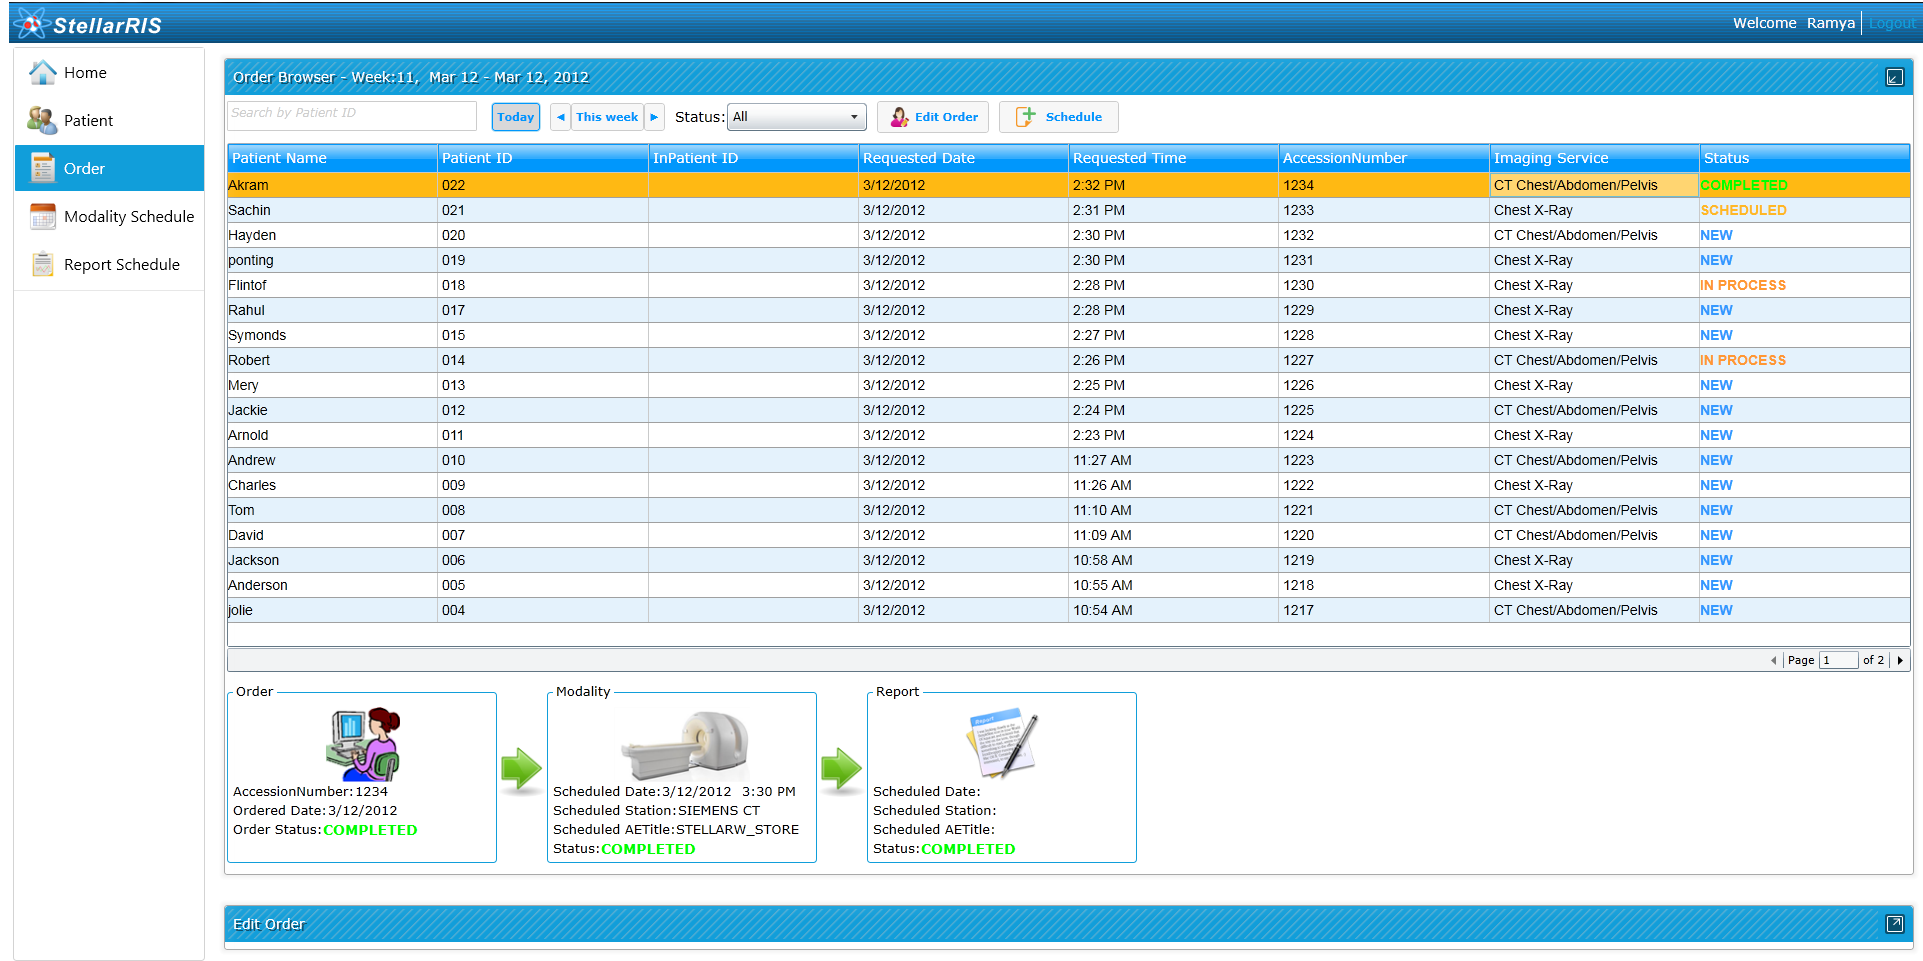 StellarRIS
Welcome Ramya Logout
Home
Patient
Order
Modality Schedule
Report Schedule
Order Browser - Week:11, Mar 12 - Mar 12, 2012
Search by Patient ID Today This week Status: All Edit Order Schedule
Patient Name Patient ID InPatient ID Requested Date Requested Time AccessionNumber Imaging Service Status
Akram 022 3/12/2012 2:32 PM 1234 CT Chest/Abdomen/Pelvis COMPLETED
Sachin 021 3/12/2012 2:31 PM 1233 Chest X-Ray SCHEDULED
Hayden 020 3/12/2012 2:30 PM 1232 CT Chest/Abdomen/Pelvis NEW
ponting 019 3/12/2012 2:30 PM 1231 Chest X-Ray NEW
Flintof 018 3/12/2012 2:28 PM 1230 Chest X-Ray IN PROCESS
Rahul 017 3/12/2012 2:28 PM 1229 Chest X-Ray NEW
Symonds 015 3/12/2012 2:27 PM 1228 Chest X-Ray NEW
Robert 014 3/12/2012 2:26 PM 1227 CT Chest/Abdomen/Pelvis IN PROCESS
Mery 013 3/12/2012 2:25 PM 1226 Chest X-Ray NEW
Jackie 012 3/12/2012 2:24 PM 1225 CT Chest/Abdomen/Pelvis NEW
Arnold 011 3/12/2012 2:23 PM 1224 Chest X-Ray NEW
Andrew 010 3/12/2012 11:27 AM 1223 CT Chest/Abdomen/Pelvis NEW
Charles 009 3/12/2012 11:26 AM 1222 Chest X-Ray NEW
Tom 008 3/12/2012 11:10 AM 1221 CT Chest/Abdomen/Pelvis NEW
David 007 3/12/2012 11:09 AM 1220 CT Chest/Abdomen/Pelvis NEW
Jackson 006 3/12/2012 10:58 AM 1219 Chest X-Ray NEW
Anderson 005 3/12/2012 10:55 AM 1218 Chest X-Ray NEW
jolie 004 3/12/2012 10:54 AM 1217 CT Chest/Abdomen/Pelvis NEW
Page 1 of 2
Order
AccessionNumber:1234
Ordered Date:3/12/2012
Order Status:COMPLETED
Modality
Scheduled Date:3/12/2012 3:30 PM
Scheduled Station:SIEMENS CT
Scheduled AETitle:STELLARW_STORE
Status:COMPLETED
Report
Report
Scheduled Date:
Scheduled Station:
Scheduled AETitle:
Status:COMPLETED
Edit Order